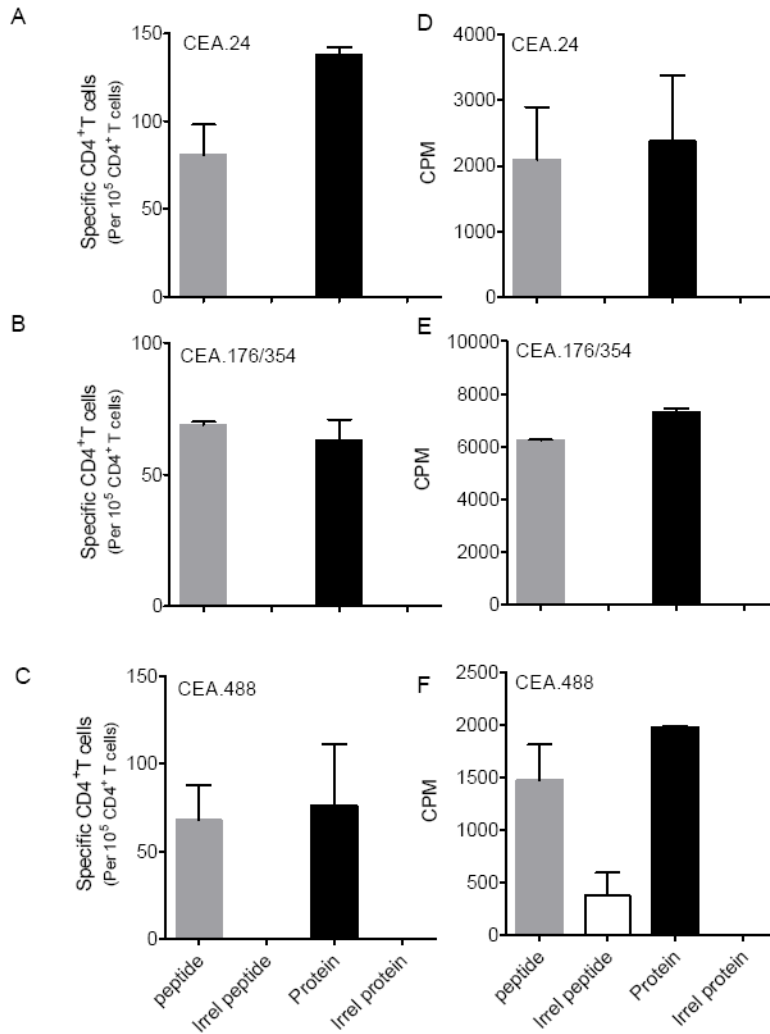 A
CEA.24
Specific CD4⁺T cells
(Per 10⁵ CD4⁺T cells)
150
100
50
0
D
CEA.24
CPM
4000
3000
2000
1000
0
B
CEA.176/354
Specific CD4⁺T cells
(Per 10⁵ CD4⁺T cells)
100
50
0
E
CEA.176/354
CPM
10000
8000
6000
4000
2000
0
C
CEA.488
Specific CD4⁺T cells
(Per 10⁵ CD4⁺ T cells)
150
100
50
0
peptide
Irrel peptide
Protein
Irrel protein
F
CEA.488
CPM
2500
2000
1500
1000
500
0
peptide
Irrel peptide
Protein
Irrel protein